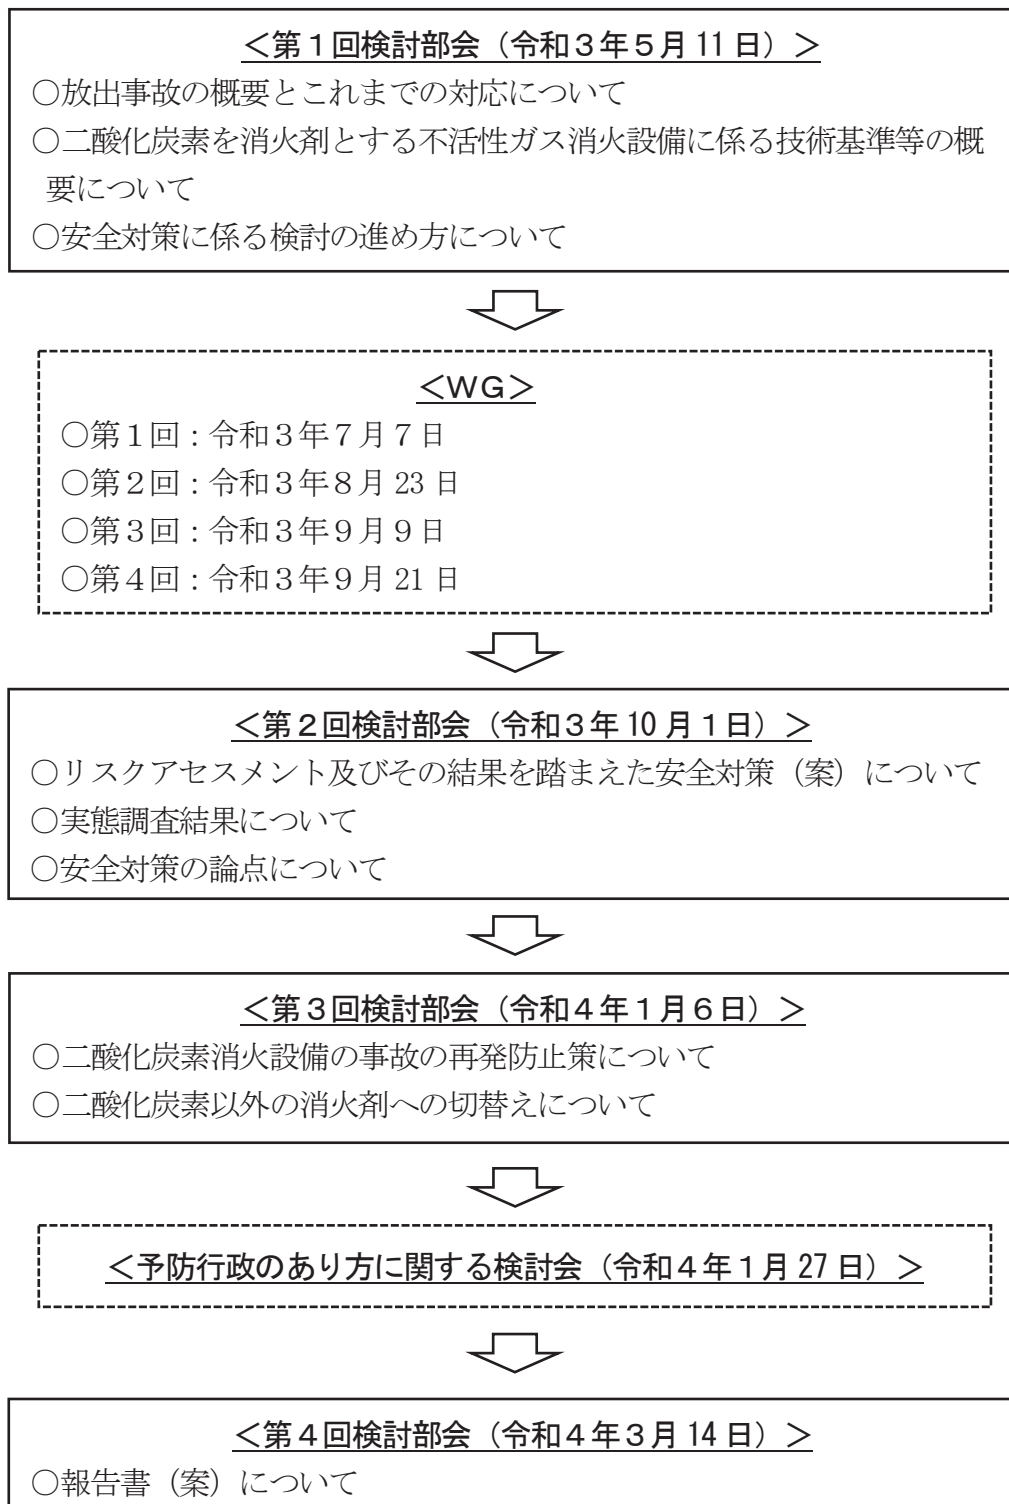 ＜第１回検討部会（令和３年５月 11 日）＞
○放出事故の概要とこれまでの対応について
○二酸化炭素を消火剤とする不活性ガス消火設備に係る技術基準等の概
要について
○安全対策に係る検討の進め方について
＜ＷＧ＞
○第１回：令和３年７月７日
○第２回：令和３年８月 23 日
○第３回：令和３年９月９日
○第４回：令和３年９月 21 日
＜第２回検討部会（令和３年 10 月１日）＞
○リスクアセスメント及びその結果を踏まえた安全対策（案）について
○実態調査結果について
○安全対策の論点について
＜第３回検討部会（令和４年１月６日）＞
○二酸化炭素消火設備の事故の再発防止策について
○二酸化炭素以外の消火剤への切替えについて
＜予防行政のあり方に関する検討会（令和４年１月 27 日）＞
＜第４回検討部会（令和４年３月 14 日）＞
○報告書（案）について